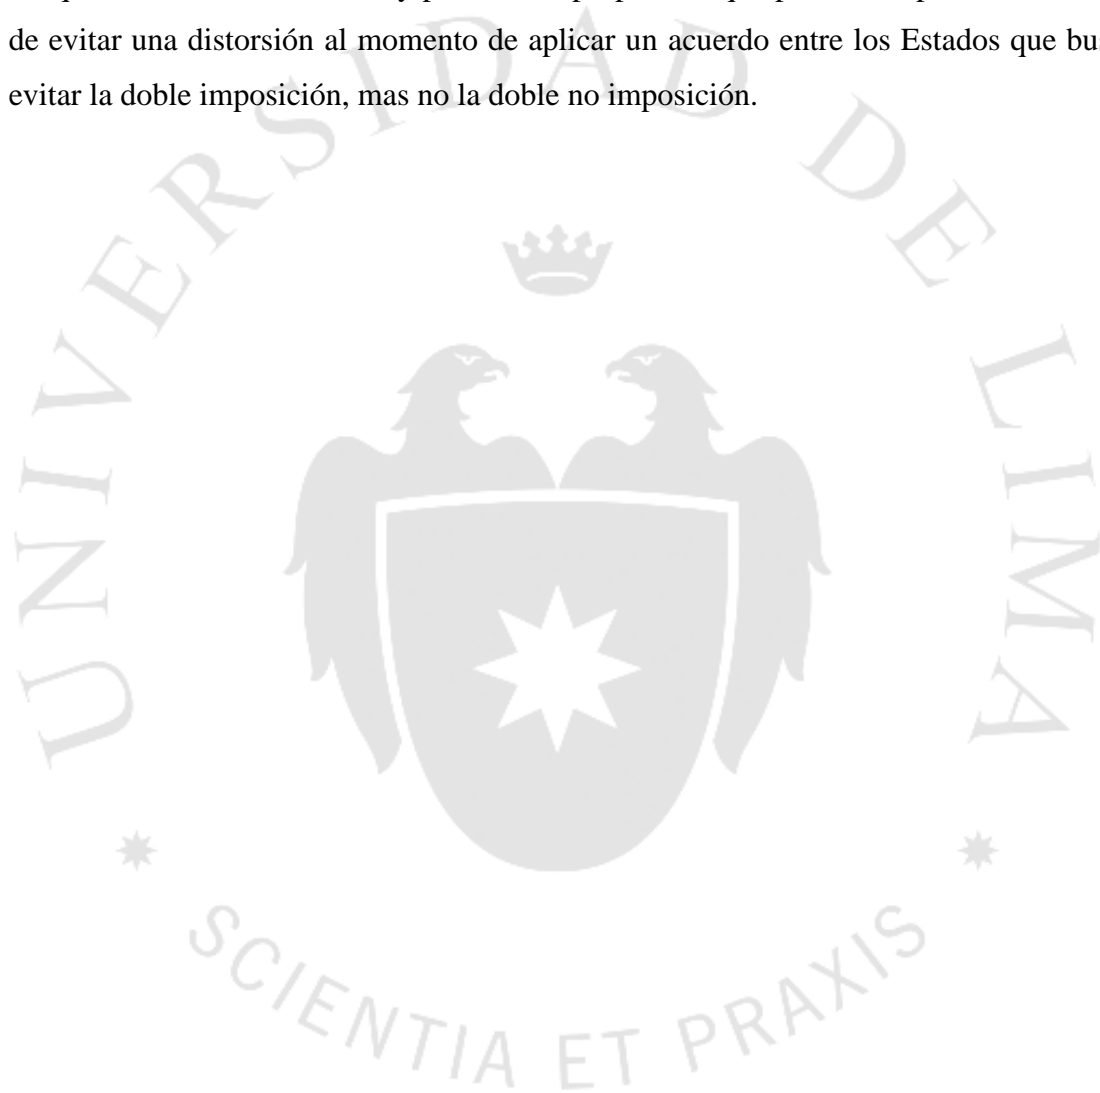 de evitar una distorsión al momento de aplicar un acuerdo entre los Estados que
evitar la doble imposición, mas no la doble no imposición.
UNIVERSIDAD DE LIMA
SCIENTIA ET PRAXIS